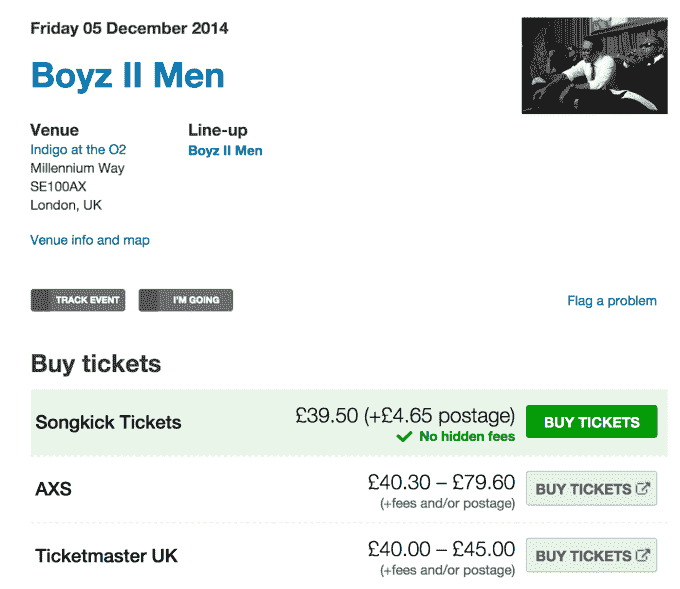 Friday 05 December 2014
Boyz II Men
Venue
Indigo at the O2
Millennium Way
SE100AX
London, UK
Venue info and map
Line-up
Boyz II Men
TRACK EVENT
I'M GOING
Flag a problem
Buy tickets
Songkick Tickets
£39.50 (+£4.65 postage)
No hidden fees
BUY TICKETS
AXS
£40.30 – £79.60
(+fees and/or postage)
BUY TICKETS
Ticketmaster UK
£40.00 – £45.00
(+fees and/or postage)
BUY TICKETS